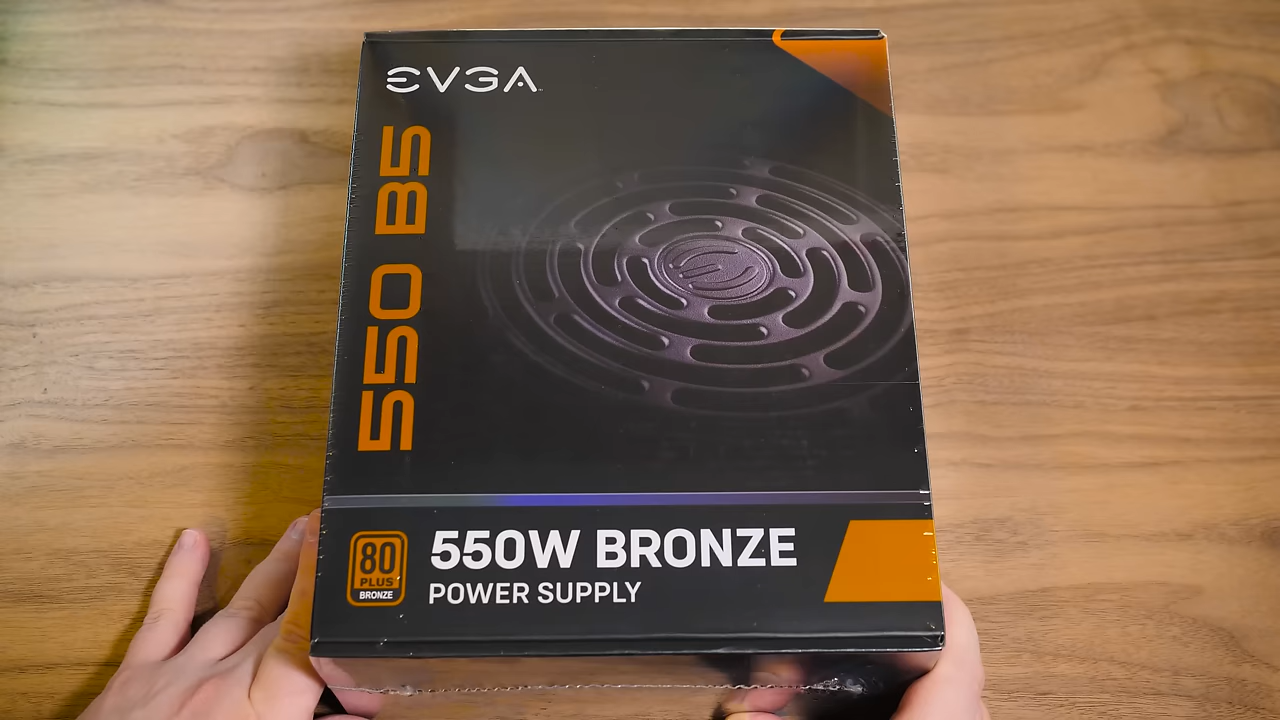 EVGA
550 B5
80
PLUS
BRONZE
550W BRONZE
POWER SUPPLY